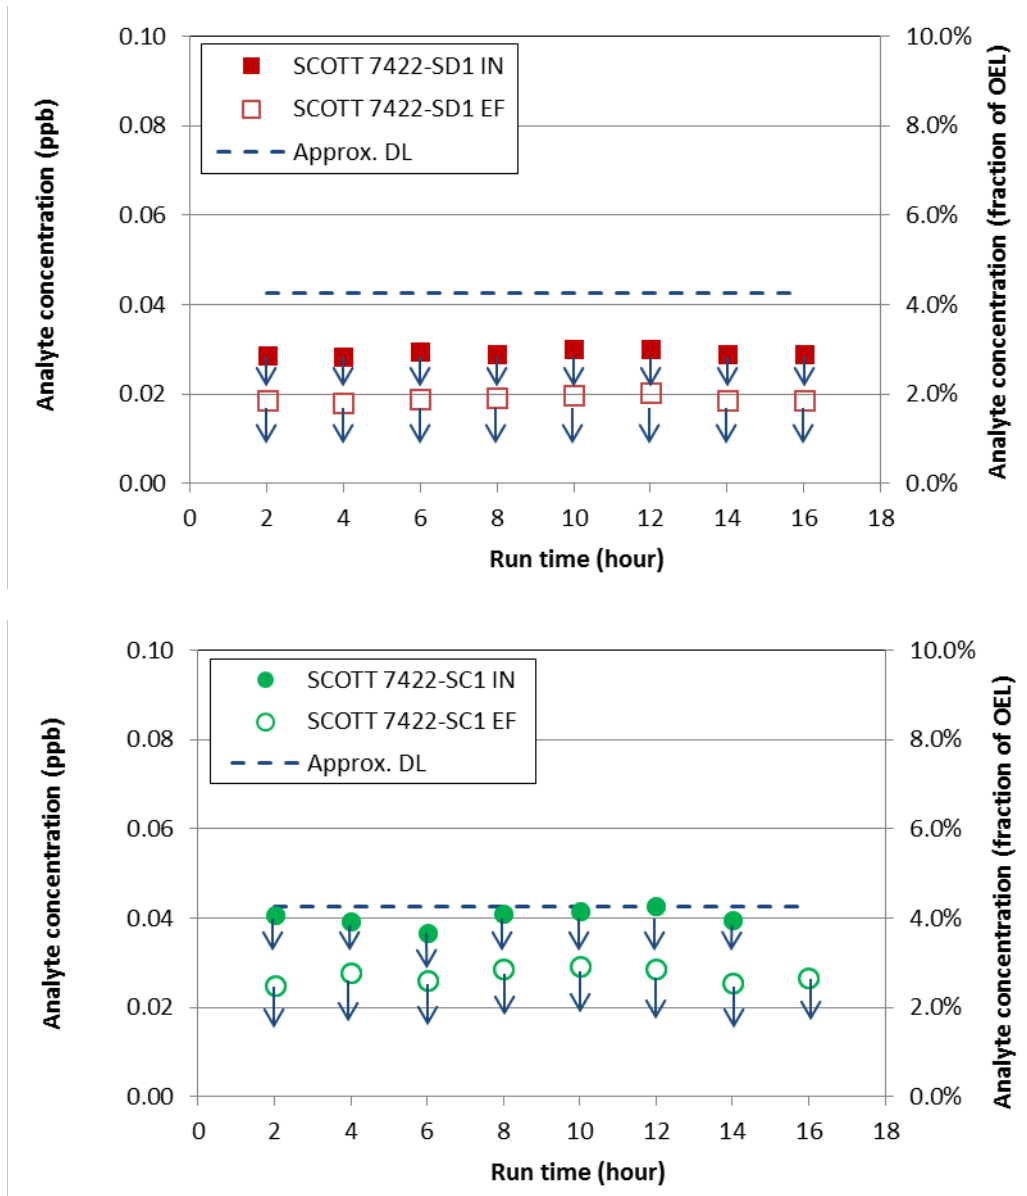 SCOTT 7422-SD1 IN
SCOTT 7422-SD1 EF
Approx. DL
Analyte concentration (ppb)
0.10
0.08
0.06
0.04
0.02
0.00
10.0%
8.0%
6.0%
4.0%
2.0%
0.0%
Analyte concentration (fraction of OEL)
0 2 4 6 8 10 12 14 16 18
Run time (hour)
SCOTT 7422-SC1 IN
SCOTT 7422-SC1 EF
Approx. DL
Analyte concentration (ppb)
0.10
0.08
0.06
0.04
0.02
0.00
10.0%
8.0%
6.0%
4.0%
2.0%
0.0%
Analyte concentration (fraction of OEL)
0 2 4 6 8 10 12 14 16 18
Run time (hour)